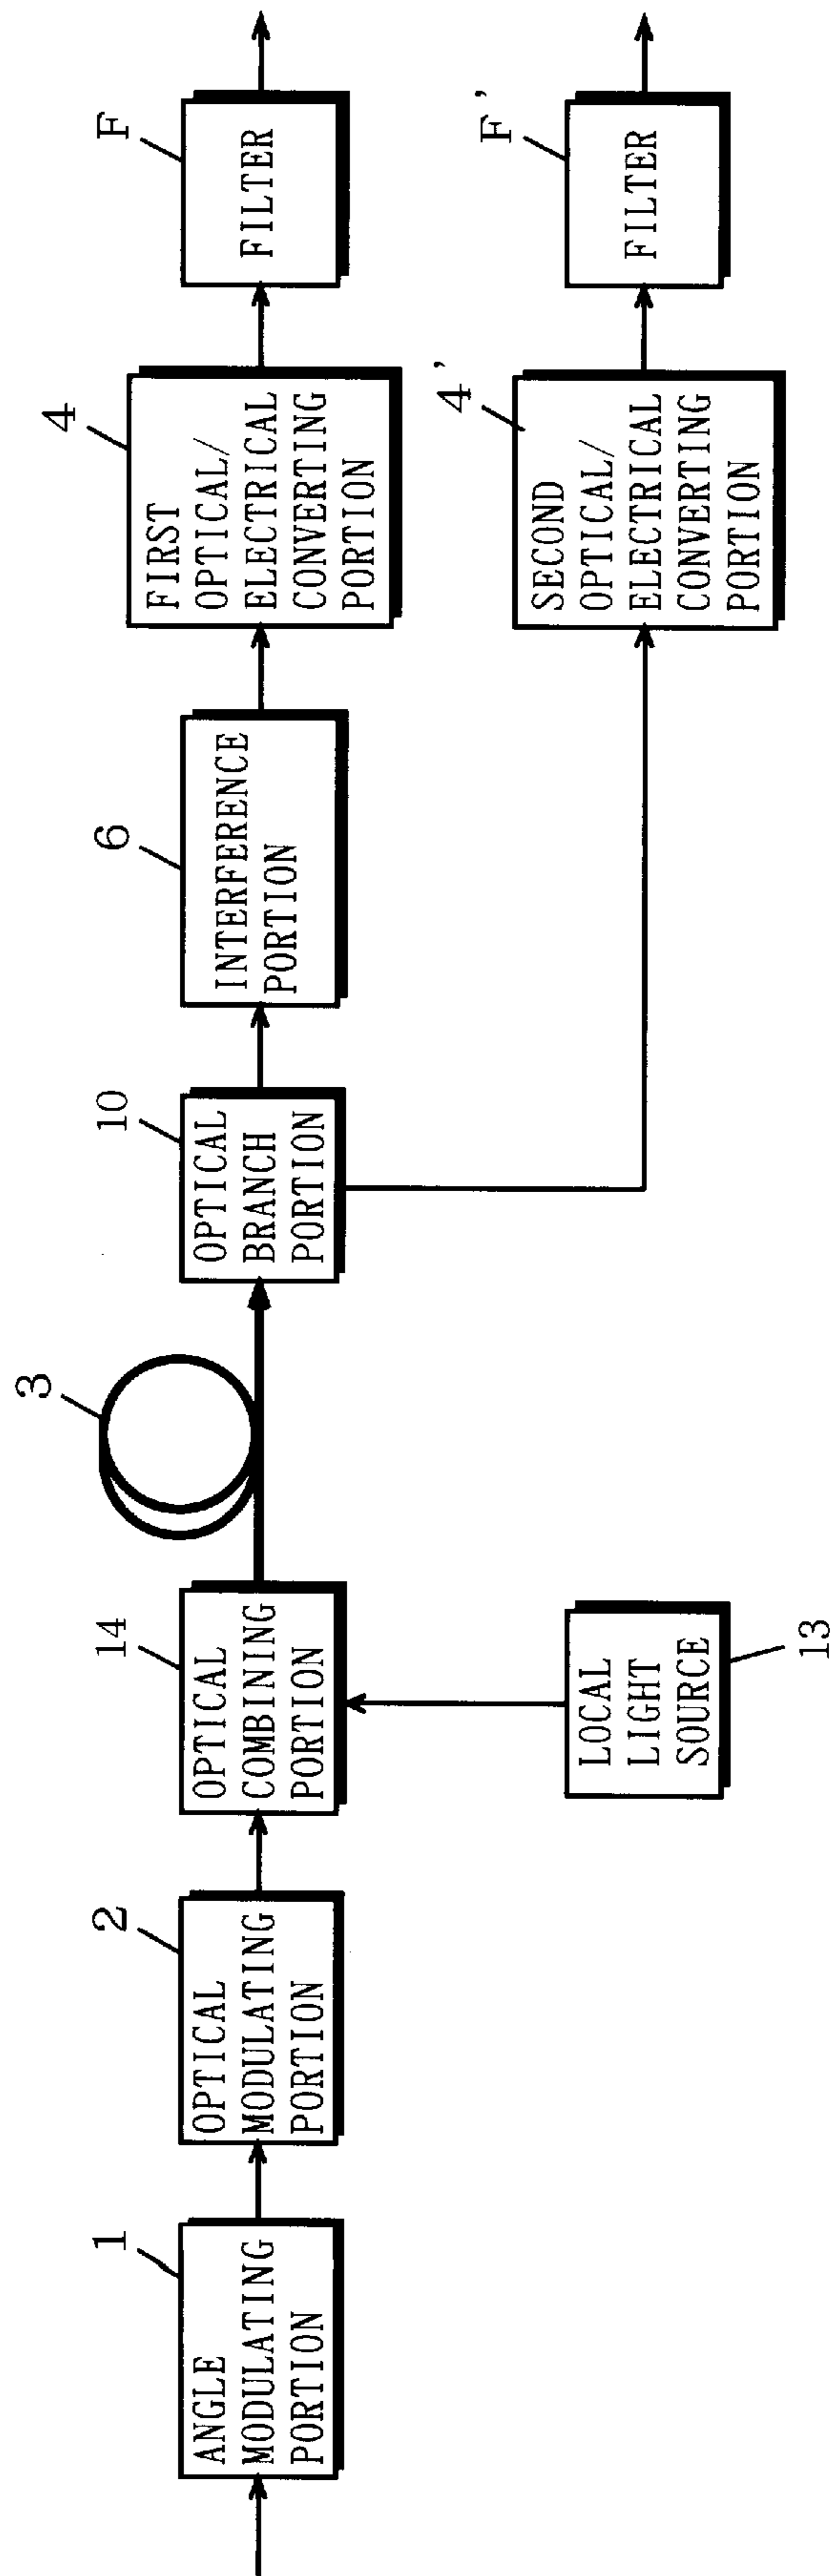 1
ANGLE
MODULATING
PORTION
2
OPTICAL
MODULATING
PORTION
14
OPTICAL
COMBINING
PORTION
LOCAL
LIGHT
SOURCE
13
3
10
OPTICAL
BRANCH
PORTION
6
INTERFERENCE
PORTION
4
FIRST
OPTICAL/
ELECTRICAL
CONVERTING
PORTION
F
FILTER
4'
SECOND
OPTICAL/
ELECTRICAL
CONVERTING
PORTION
F'
FILTER